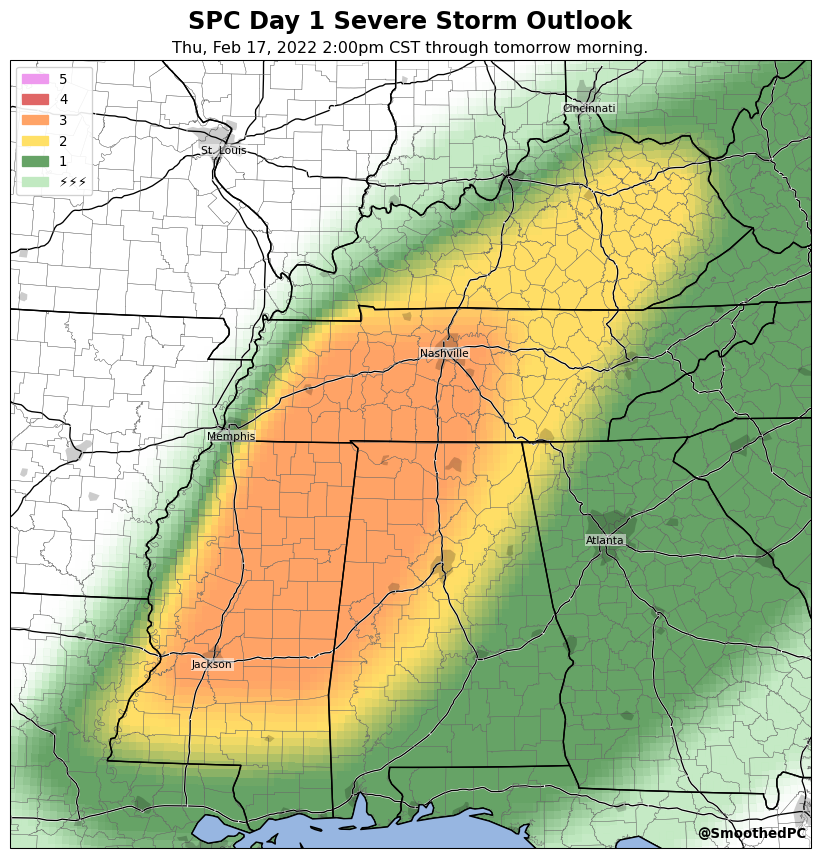 SPC Day 1 Severe Storm Outlook
Thu, Feb 17, 2022 2:00pm CST through tomorrow morning.
5
4
3
2
1
⚡⚡⚡
Cincinnati
St. Louis
Nashville
Memphis
Atlanta
Jackson
@SmoothedPC